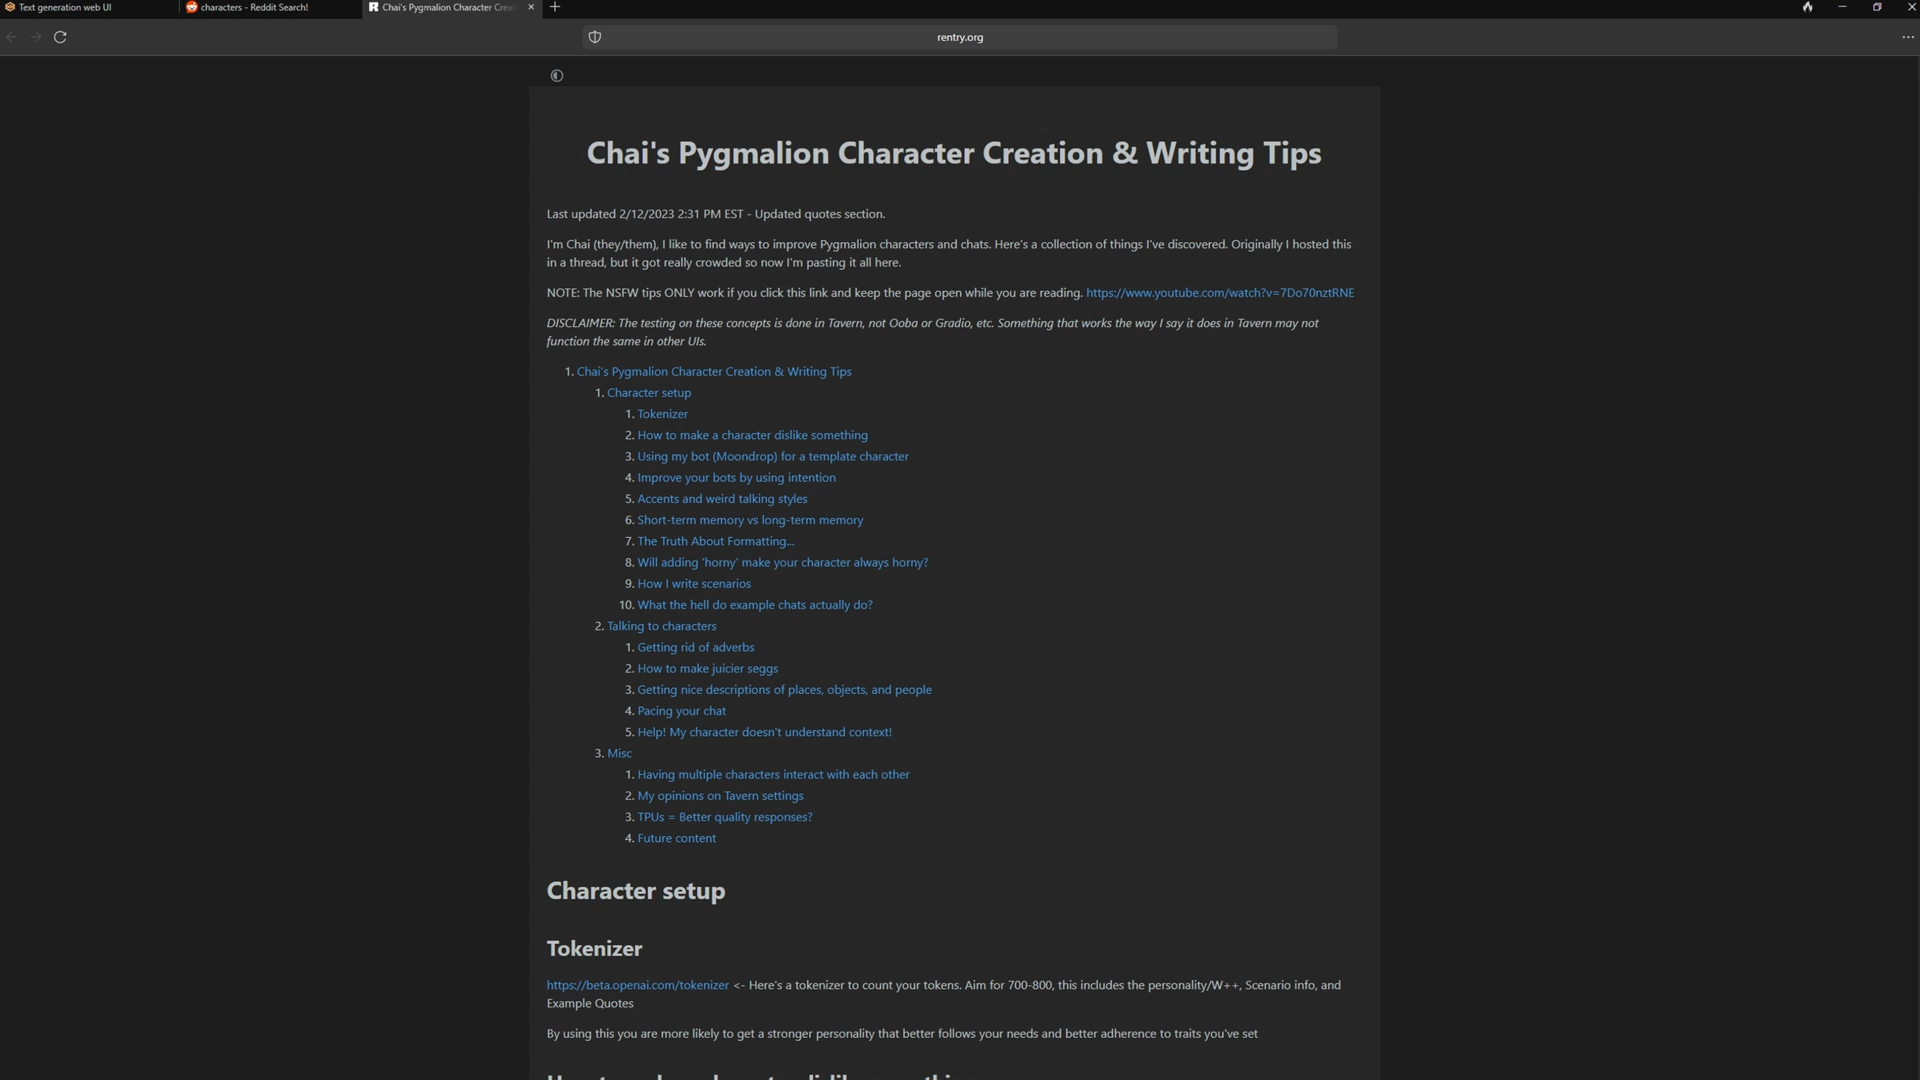 Text generation web UI
characters - Reddit Search!
Chai's Pygmalion Character Crea
rentry.org
Chai's Pygmalion Character Creation & Writing Tips
Last updated 2/12/2023 2:31 PM EST - Updated quotes section.
I'm Chai (they/them), I like to find ways to improve Pygmalion characters and chats. Here's a collection of things I've discovered. Originally I hosted this
in a thread, but it got really crowded so now I'm pasting it all here.
NOTE: The NSFW tips ONLY work if you click this link and keep the page open while you are reading. https://www.youtube.com/watch?v=7Do70nztRNE
DISCLAIMER: The testing on these concepts is done in Tavern, not Ooba or Gradio, etc. Something that works the way I say it does in Tavern may not
function the same in other UIs.
1. Chai's Pygmalion Character Creation & Writing Tips
1. Character setup
1. Tokenizer
2. How to make a character dislike something
3. Using my bot (Moondrop) for a template character
4. Improve your bots by using intention
5. Accents and weird talking styles
6. Short-term memory vs long-term memory
7. The Truth About Formatting...
8. Will adding 'horny' make your character always horny?
9. How I write scenarios
10. What the hell do example chats actually do?
2. Talking to characters
1. Getting rid of adverbs
2. How to make juicier seggs
3. Getting nice descriptions of places, objects, and people
4. Pacing your chat
5. Help! My character doesn't understand context!
3. Misc
1. Having multiple characters interact with each other
2. My opinions on Tavern settings
3. TPUs = Better quality responses?
4. Future content
Character setup
Tokenizer
https://beta.openai.com/tokenizer <- Here's a tokenizer to count your tokens. Aim for 700-800, this includes the personality/W++, Scenario info, and
Example Quotes
By using this you are more likely to get a stronger personality that better follows your needs and better adherence to traits you've set